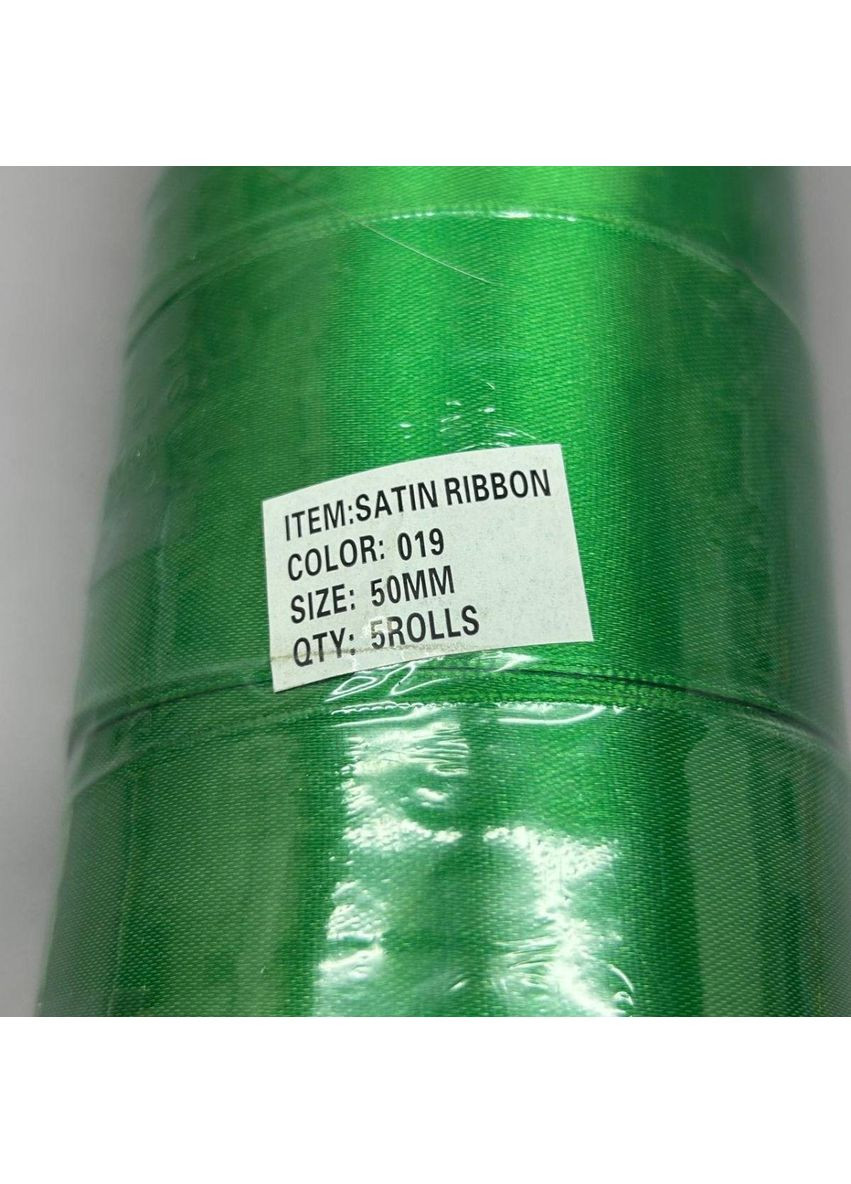 ITEM:SATIN RIBBON
COLOR: 019
SIZE: 50MM
QTY: 5ROLLS